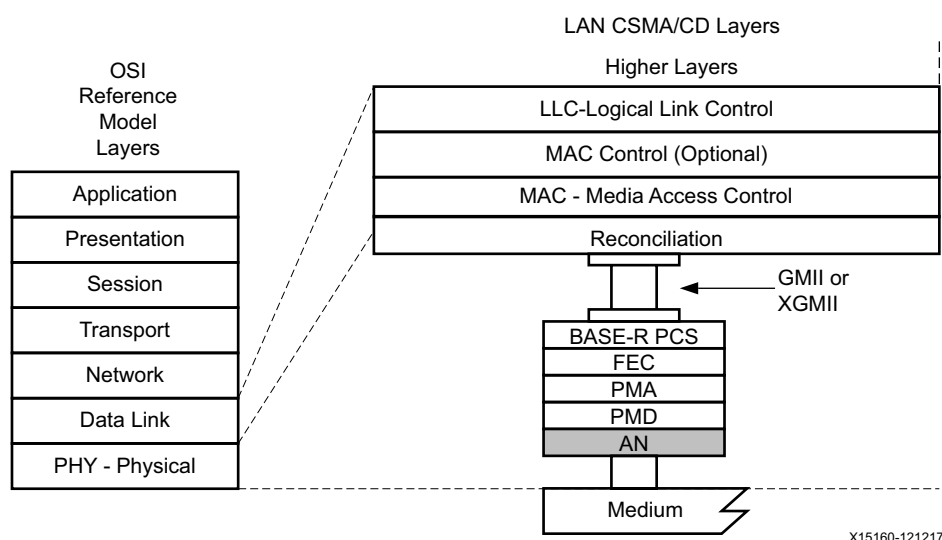 LAN CSMA/CD Layers
Higher Layers
OSI
Reference
Model
Layers
Application
Presentation
Session
Transport
Network
Data Link
PHY - Physical
LLC-Logical Link Control
MAC Control (Optional)
MAC - Media Access Control
Reconciliation
GMII or
XGMII
BASE-R PCS
FEC
PMA
PMD
AN
Medium
X15160-121217